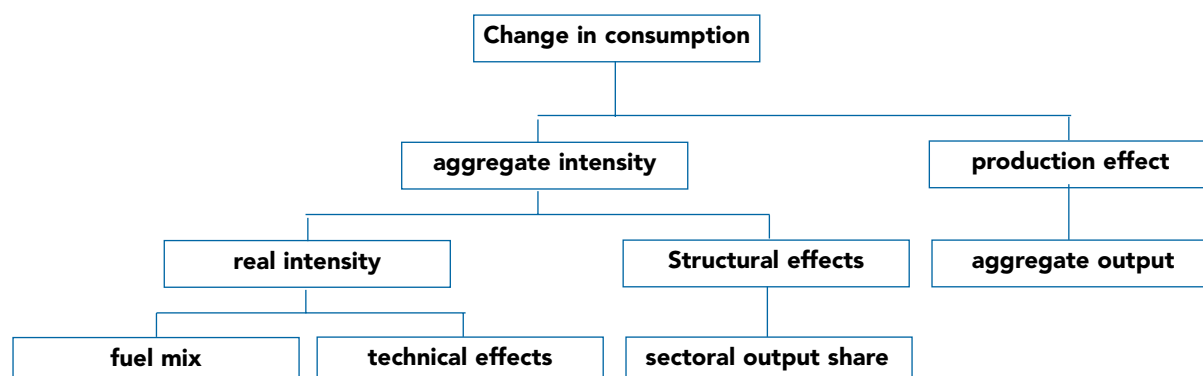 Change in consumption
aggregate intensity
production effect
real intensity
Structural effects
aggregate output
fuel mix
technical effects
sectoral output share